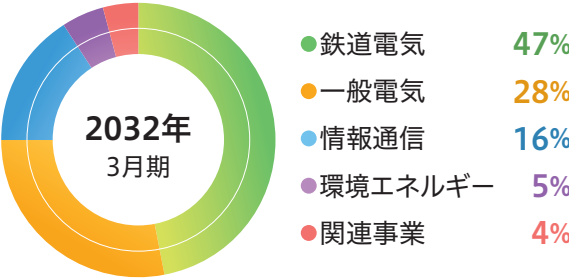 2032年
3月期
鉄道電気 47%
一般電気 28%
情報通信 16%
環境エネルギー 5%
関連事業 4%